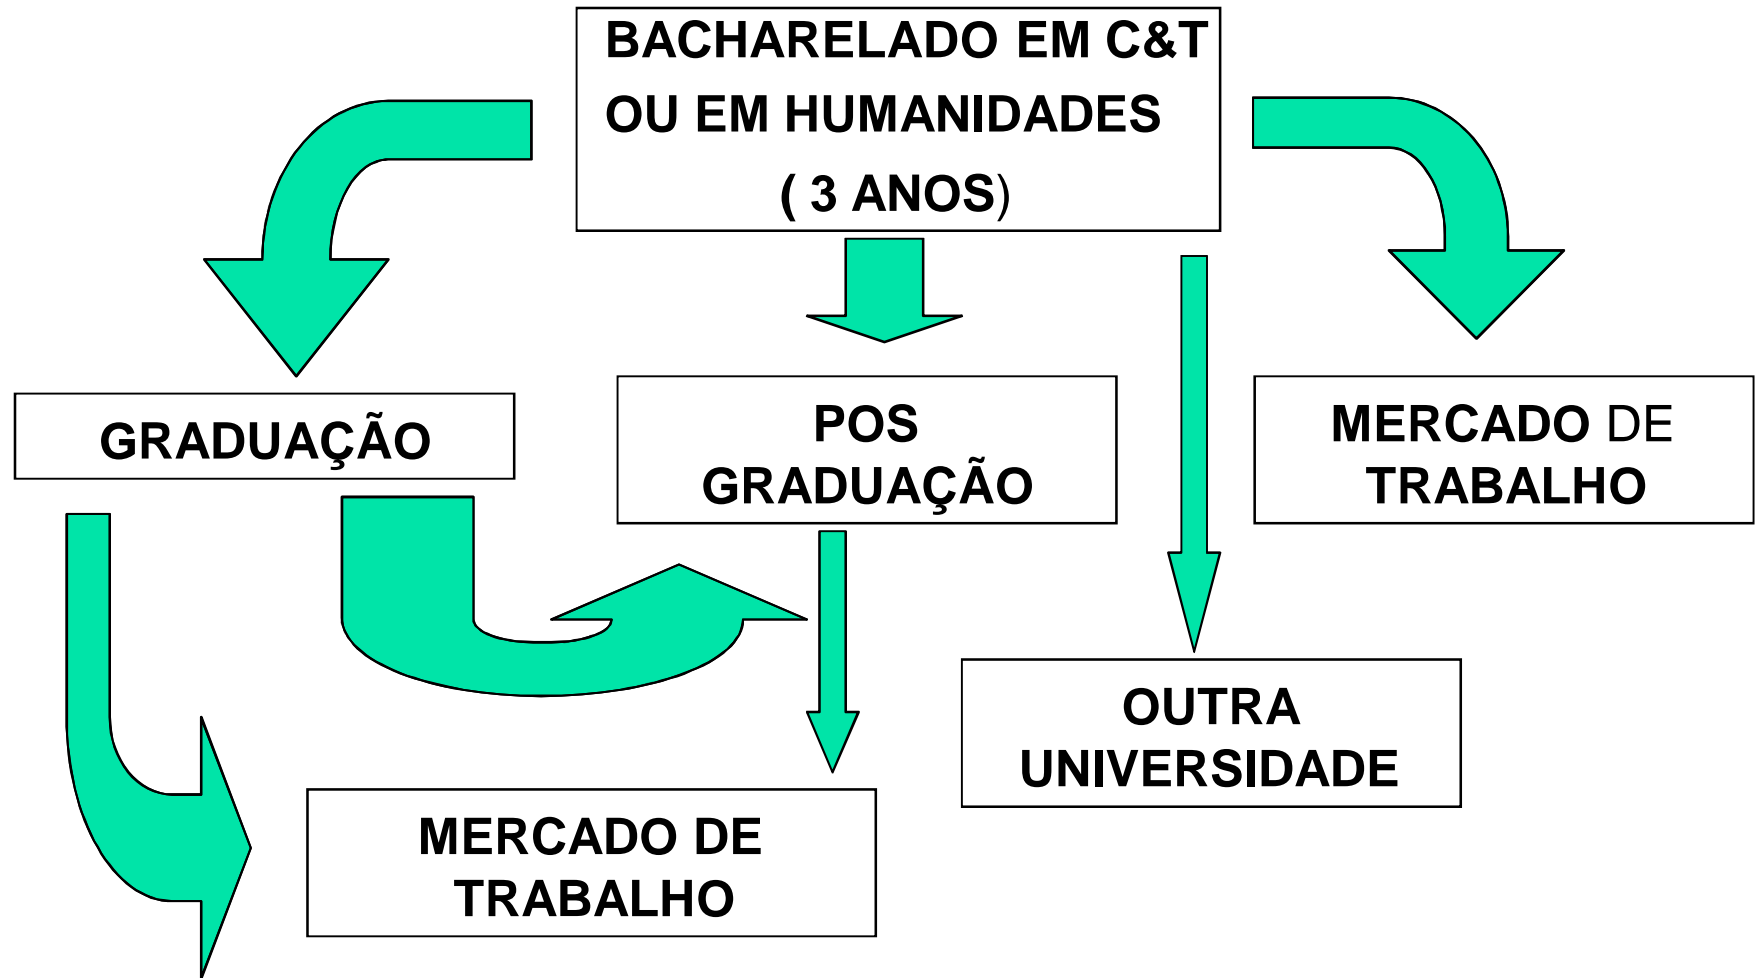 BACHARELADO EM C&T
OU EM HUMANIDADES
( 3 ANOS)
GRADUAÇÃO
POS
GRADUAÇÃO
MERCADO DE
TRABALHO
OUTRA
UNIVERSIDADE
MERCADO DE
TRABALHO